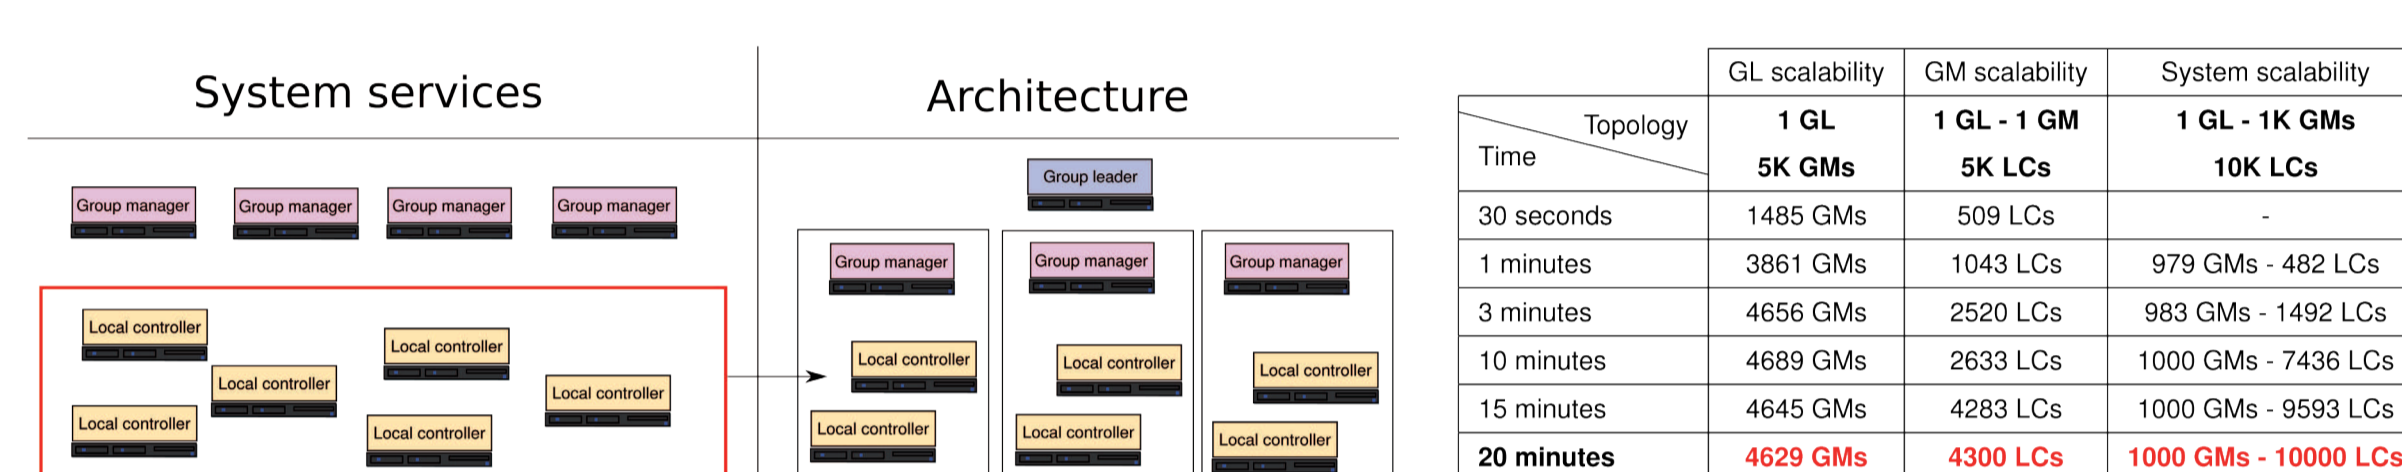 System services
Group manager
Group manager
Group manager
Group manager
Local controller
Local controller
Local controller
Local controller
Local controller
Local controller
Architecture
Group leader
Group manager
Group manager
Group manager
Local controller
Local controller
Local controller
Local controller
Local controller
Local controller
GL scalability GM scalability System scalability
Topology 1 GL 1 GL - 1 GM 1 GL - 1K GMs
Time 5K GMs 5K LCs 10K LCs
30 seconds 1485 GMs 509 LCs -
1 minutes 3861 GMs 1043 LCs 979 GMs - 482 LCs
3 minutes 4656 GMs 2520 LCs 983 GMs - 1492 LCs
10 minutes 4689 GMs 2633 LCs 1000 GMs - 7436 LCs
15 minutes 4645 GMs 4283 LCs 1000 GMs - 9593 LCs
20 minutes 4629 GMs 4300 LCs 1000 GMs - 10000 LCs